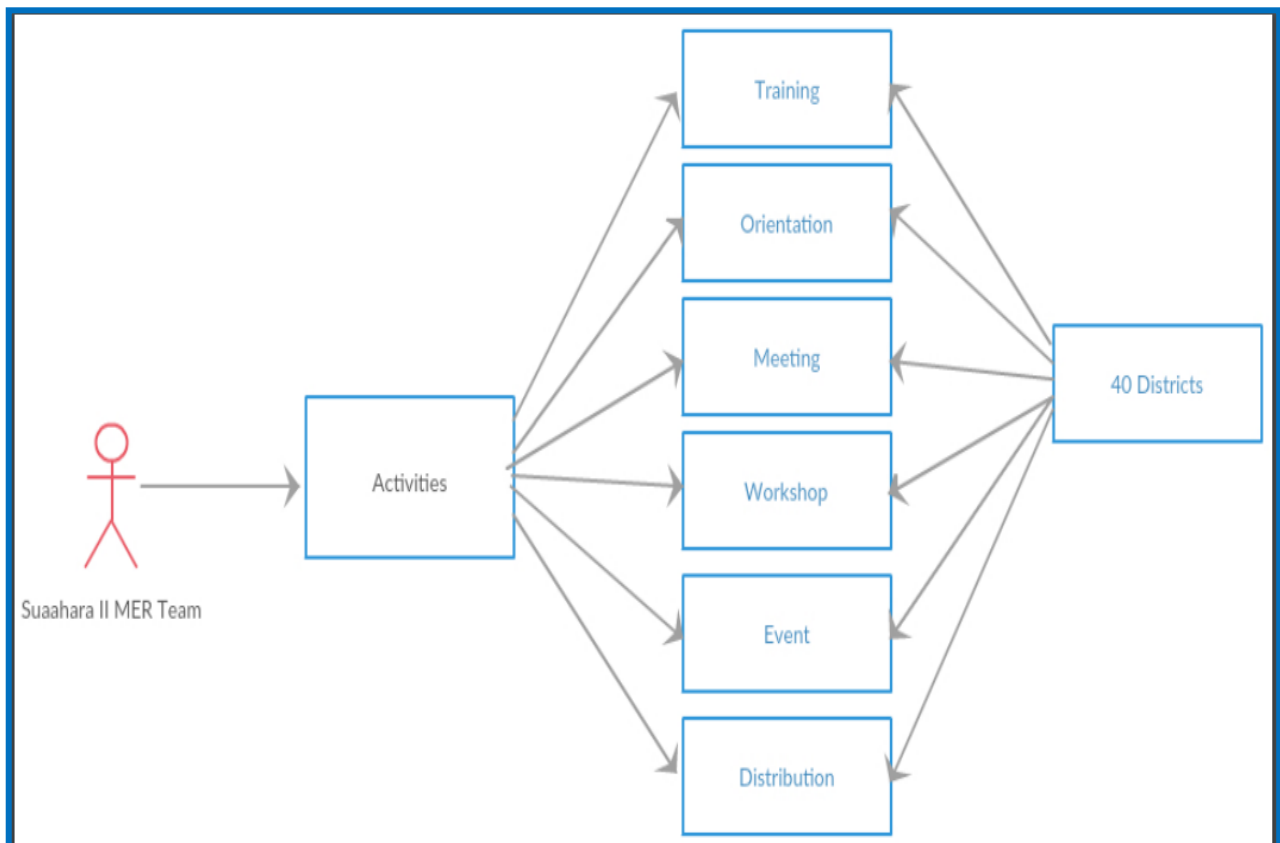 Training
Orientation
Meeting
40 Districts
Activities
Workshop
Suaahara II MER Team
Event
Distribution